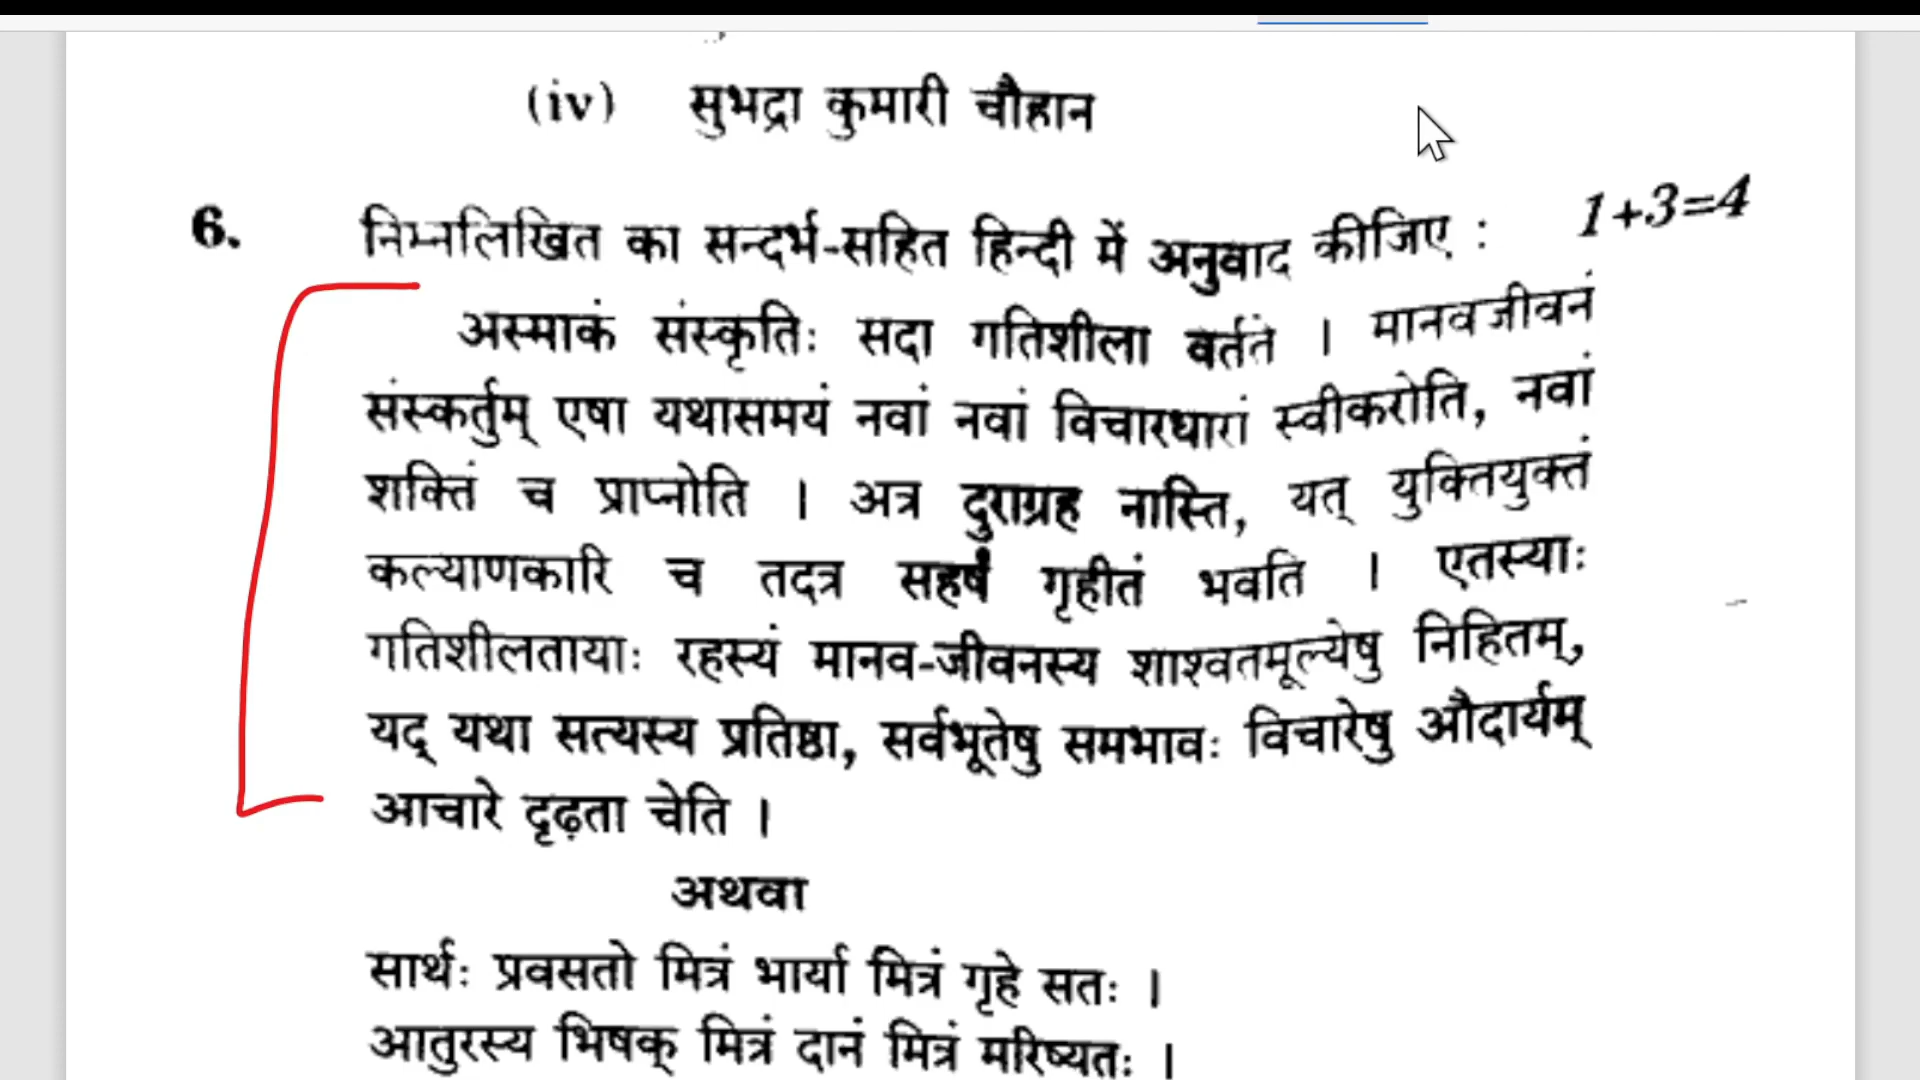 (iv) सुभद्रा कुमारी चौहान
6. निम्नलिखित का सन्दर्भ-सहित हिन्दी में अनुवाद कीजिए : 1+3=4
अस्माकं संस्कृतिः सदा गतिशीला वर्तते । मानवजीवनं
संस्कर्तुम् एषा यथासमयं नवां नवां विचारधारां स्वीकरोति, नवां
शक्तिं च प्राप्नोति । अत्र दुराग्रह नास्ति, यत् युक्तियुक्तं
कल्याणकारि च तदत्र सहर्षं गृहीतं भवति । एतस्याः
गतिशीलतायाः रहस्यं मानव-जीवनस्य शाश्वतमूल्येषु निहितम्,
यद् यथा सत्यस्य प्रतिष्ठा, सर्वभूतेषु समभावः विचारेषु औदार्यम्
आचारे दृढ़ता चेति ।
अथवा
सार्थः प्रवसतो मित्रं भार्या मित्रं गृहे सतः ।
आतुरस्य भिषक् मित्रं दानं मित्रं मरिष्यतः ।